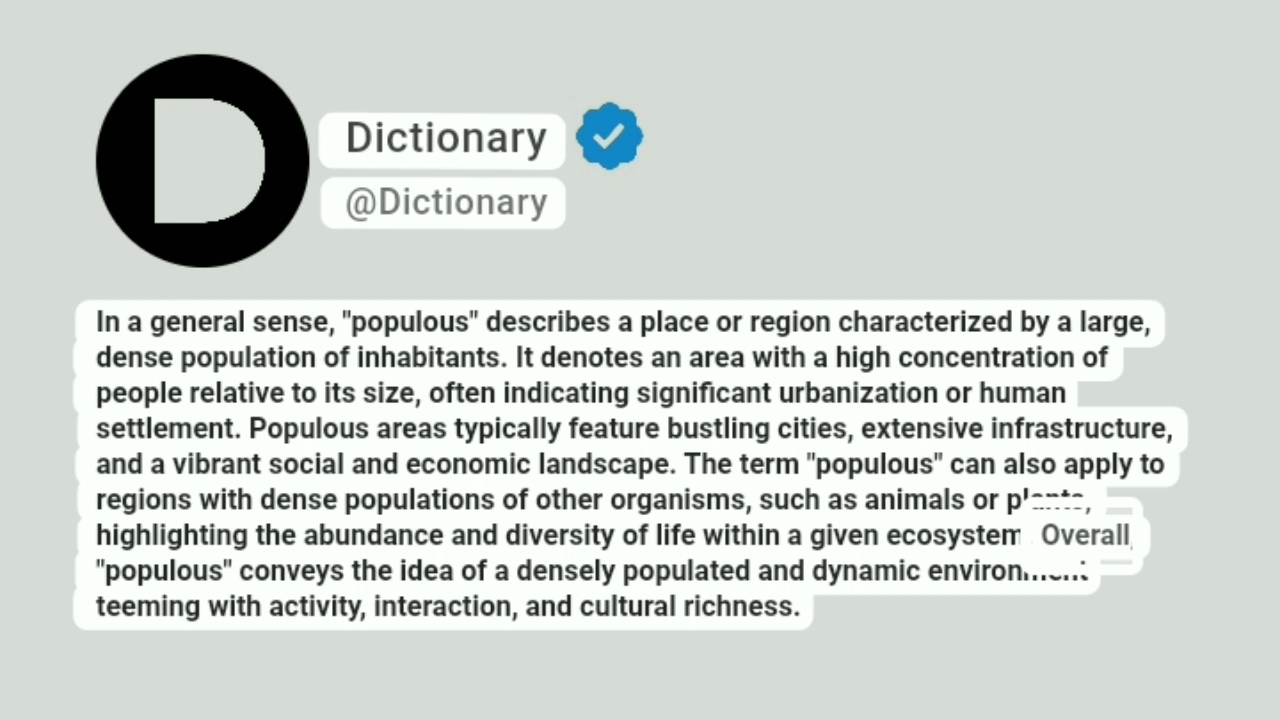 D
Dictionary
@Dictionary
In a general sense, "populous" describes a place or region characterized by a large,
dense population of inhabitants. It denotes an area with a high concentration of
people relative to its size, often indicating significant urbanization or human
settlement. Populous areas typically feature bustling cities, extensive infrastructure,
and a vibrant social and economic landscape. The term "populous" can also apply to
regions with dense populations of other organisms, such as animals or plants,
highlighting the abundance and diversity of life within a given ecosystem. Overall,
"populous" conveys the idea of a densely populated and dynamic environment
teeming with activity, interaction, and cultural richness.